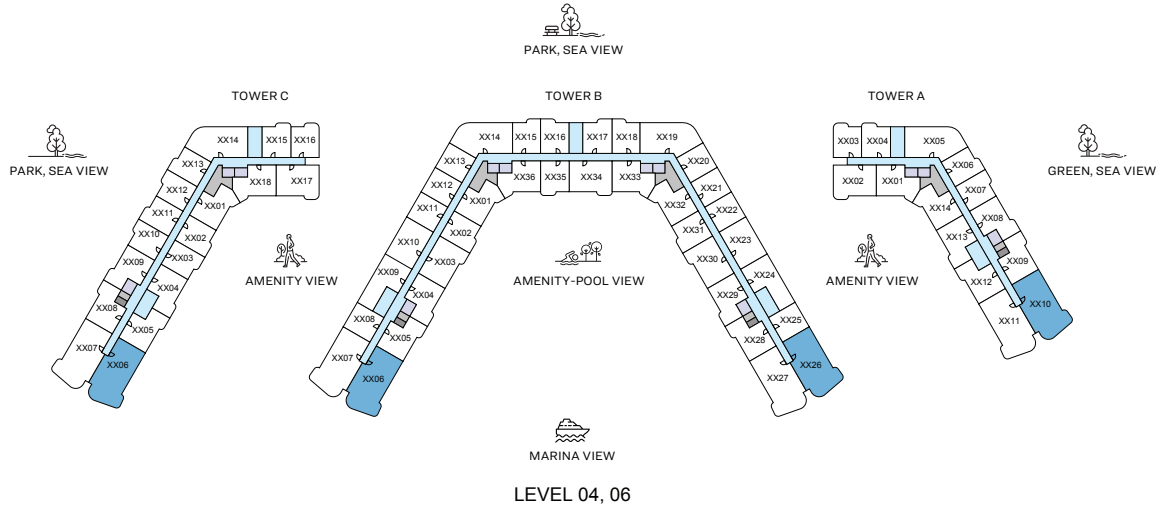 PARK, SEA VIEW
TOWER C
TOWER B
TOWER A
PARK, SEA VIEW
GREEN, SEA VIEW
XX14
XX15
XX16
XX13
XX12
XX11
XX10
XX09
XX08
XX07
XX06
XX05
XX04
XX03
XX02
XX01
XX18
XX17
XX14
XX15
XX16
XX17
XX18
XX19
XX13
XX12
XX11
XX10
XX09
XX08
XX07
XX06
XX05
XX04
XX03
XX02
XX01
XX36
XX35
XX34
XX33
XX32
XX31
XX30
XX29
XX28
XX27
XX26
XX25
XX24
XX23
XX22
XX21
XX20
XX03
XX04
XX05
XX02
XX01
XX06
XX07
XX08
XX09
XX10
XX11
XX12
XX13
XX14
AMENITY VIEW
AMENITY-POOL VIEW
AMENITY VIEW
MARINA VIEW
LEVEL 04, 06